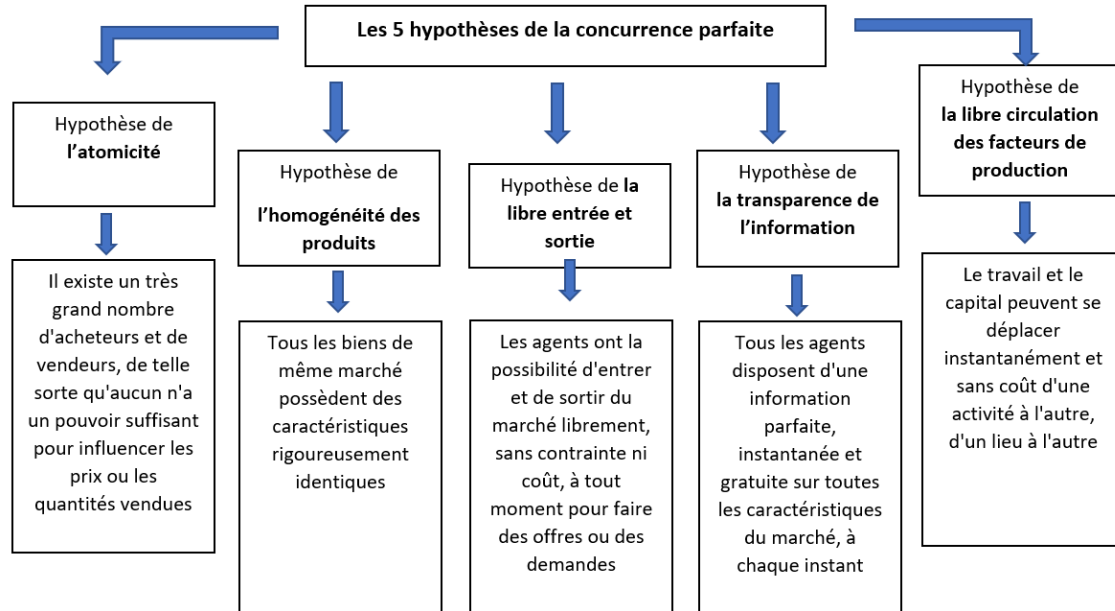 Les 5 hypothèses de la concurrence parfaite
Hypothèse de
l’atomicité
Il existe un très
grand nombre
d'acheteurs et de
vendeurs, de telle
sorte qu'aucun n'a
un pouvoir suffisant
pour influencer les
prix ou les
quantités vendues
Hypothèse de
l’homogénéité des
produits
Tous les biens de
même marché
possèdent des
caractéristiques
rigoureusement
identiques
Hypothèse de la
libre entrée et
sortie
Les agents ont la
possibilité d'entrer
et de sortir du
marché librement,
sans contrainte ni
coût, à tout
moment pour faire
des offres ou des
demandes
Hypothèse de
la transparence de
l’information
Tous les agents
disposent d'une
information
parfaite,
instantanée et
gratuite sur toutes
les caractéristiques
du marché, à
chaque instant
Hypothèse de
la libre circulation
des facteurs de
production
Le travail et le
capital peuvent se
déplacer
instantanément et
sans coût d'une
activité à l'autre,
d'un lieu à l'autre